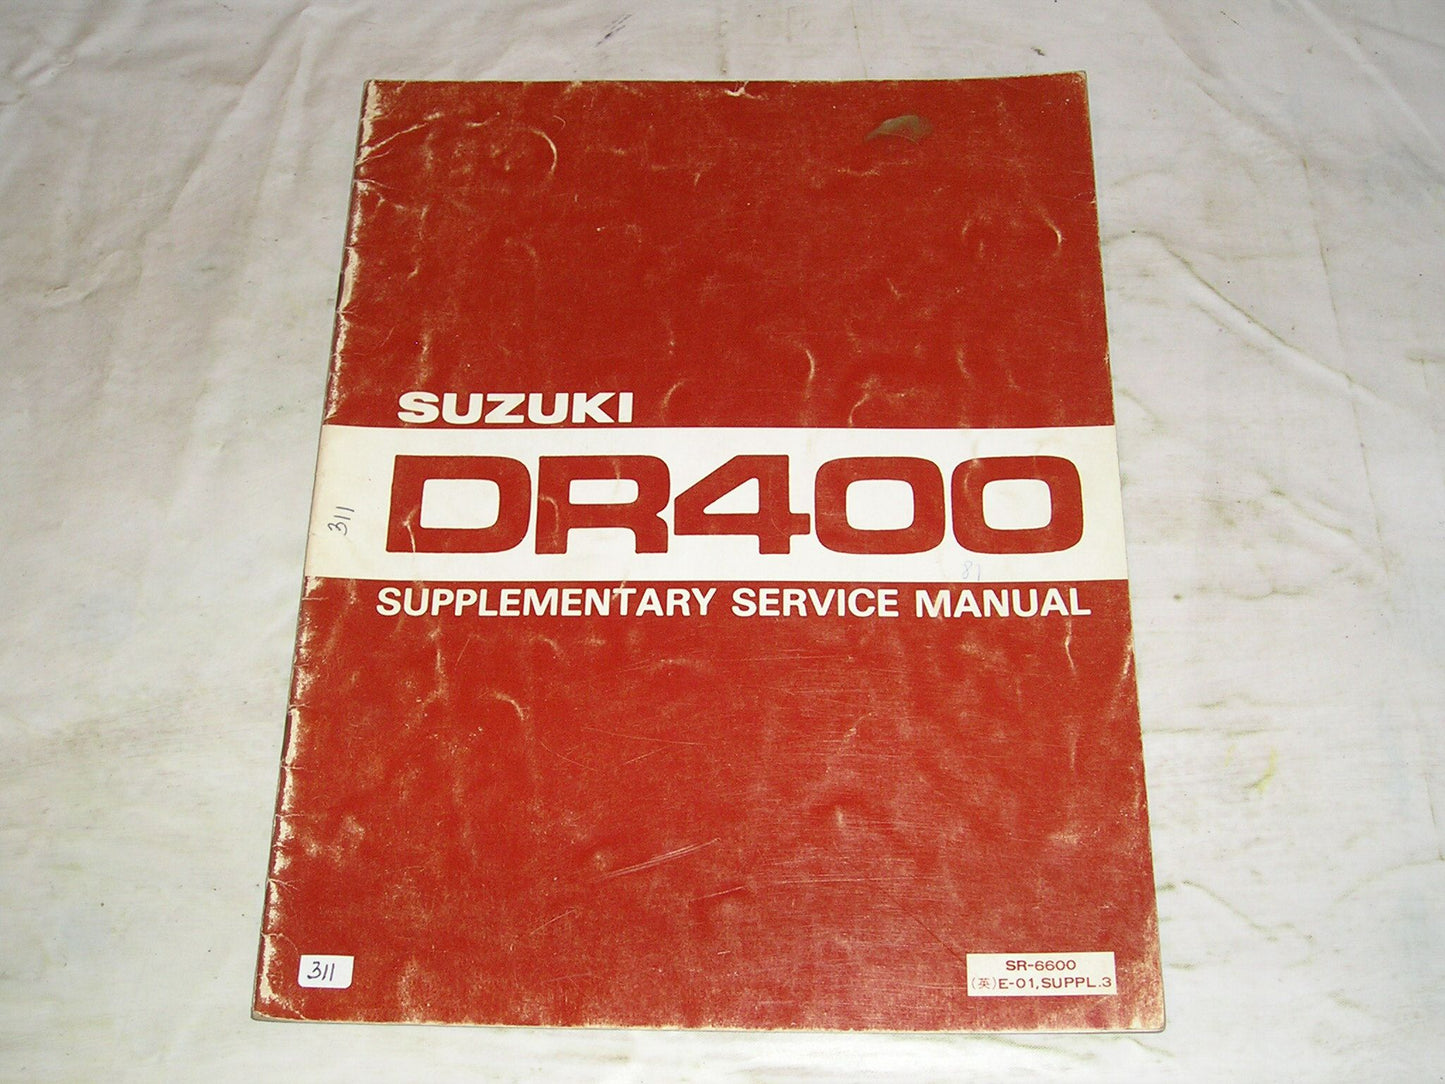 SUZUKI
DR400
311
81
SUPPLEMENTARY SERVICE MANUAL
311
SR-6600
(英)E-01,SUPPL.3